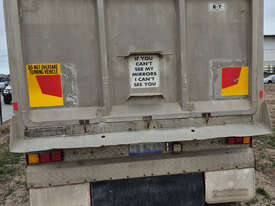 DO NOT OVERTAKE
TURNING VEHICLE
IF YOU
CAN'T
SEE MY
MIRRORS
I CAN'T
SEE YOU